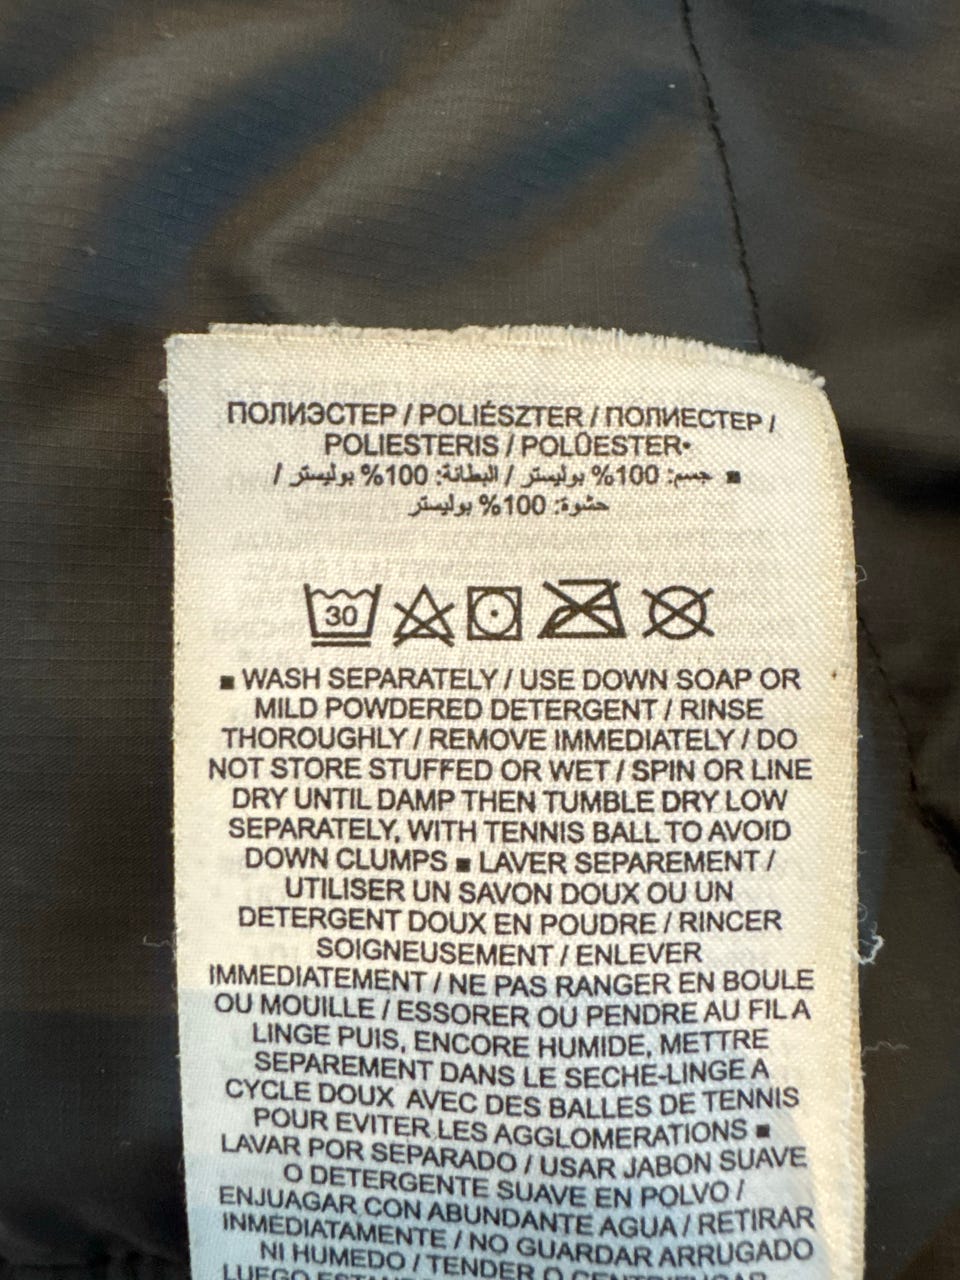 ПОЛИЭСТЕР / POLIÉSZTER / ПОЛИЕСТЕР /
POLIESTERIS / POLÜESTER•
■ جسم: 100% بوليستر / البطانة: 100% بوليستر /
حشوة: 100% بوليستر
30
■ WASH SEPARATELY / USE DOWN SOAP OR
MILD POWDERED DETERGENT / RINSE
THOROUGHLY / REMOVE IMMEDIATELY / DO
NOT STORE STUFFED OR WET / SPIN OR LINE
DRY UNTIL DAMP THEN TUMBLE DRY LOW
SEPARATELY, WITH TENNIS BALL TO AVOID
DOWN CLUMPS ■ LAVER SEPAREMENT /
UTILISER UN SAVON DOUX OU UN
DETERGENT DOUX EN POUDRE / RINCER
SOIGNEUSEMENT / ENLEVER
IMMEDIATEMENT / NE PAS RANGER EN BOULE
OU MOUILLE / ESSORER OU PENDRE AU FIL A
LINGE PUIS, ENCORE HUMIDE, METTRE
SEPAREMENT DANS LE SECHE-LINGE A
CYCLE DOUX AVEC DES BALLES DE TENNIS
POUR EVITER LES AGGLOMERATIONS ■
LAVAR POR SEPARADO / USAR JABON SUAVE
O DETERGENTE SUAVE EN POLVO /
ENJUAGAR CON ABUNDANTE AGUA / RETIRAR
INMEDIATAMENTE / NO GUARDAR ARRUGADO
NI HUMEDO / TENDER O CENTRIFUGAR
LUEGO